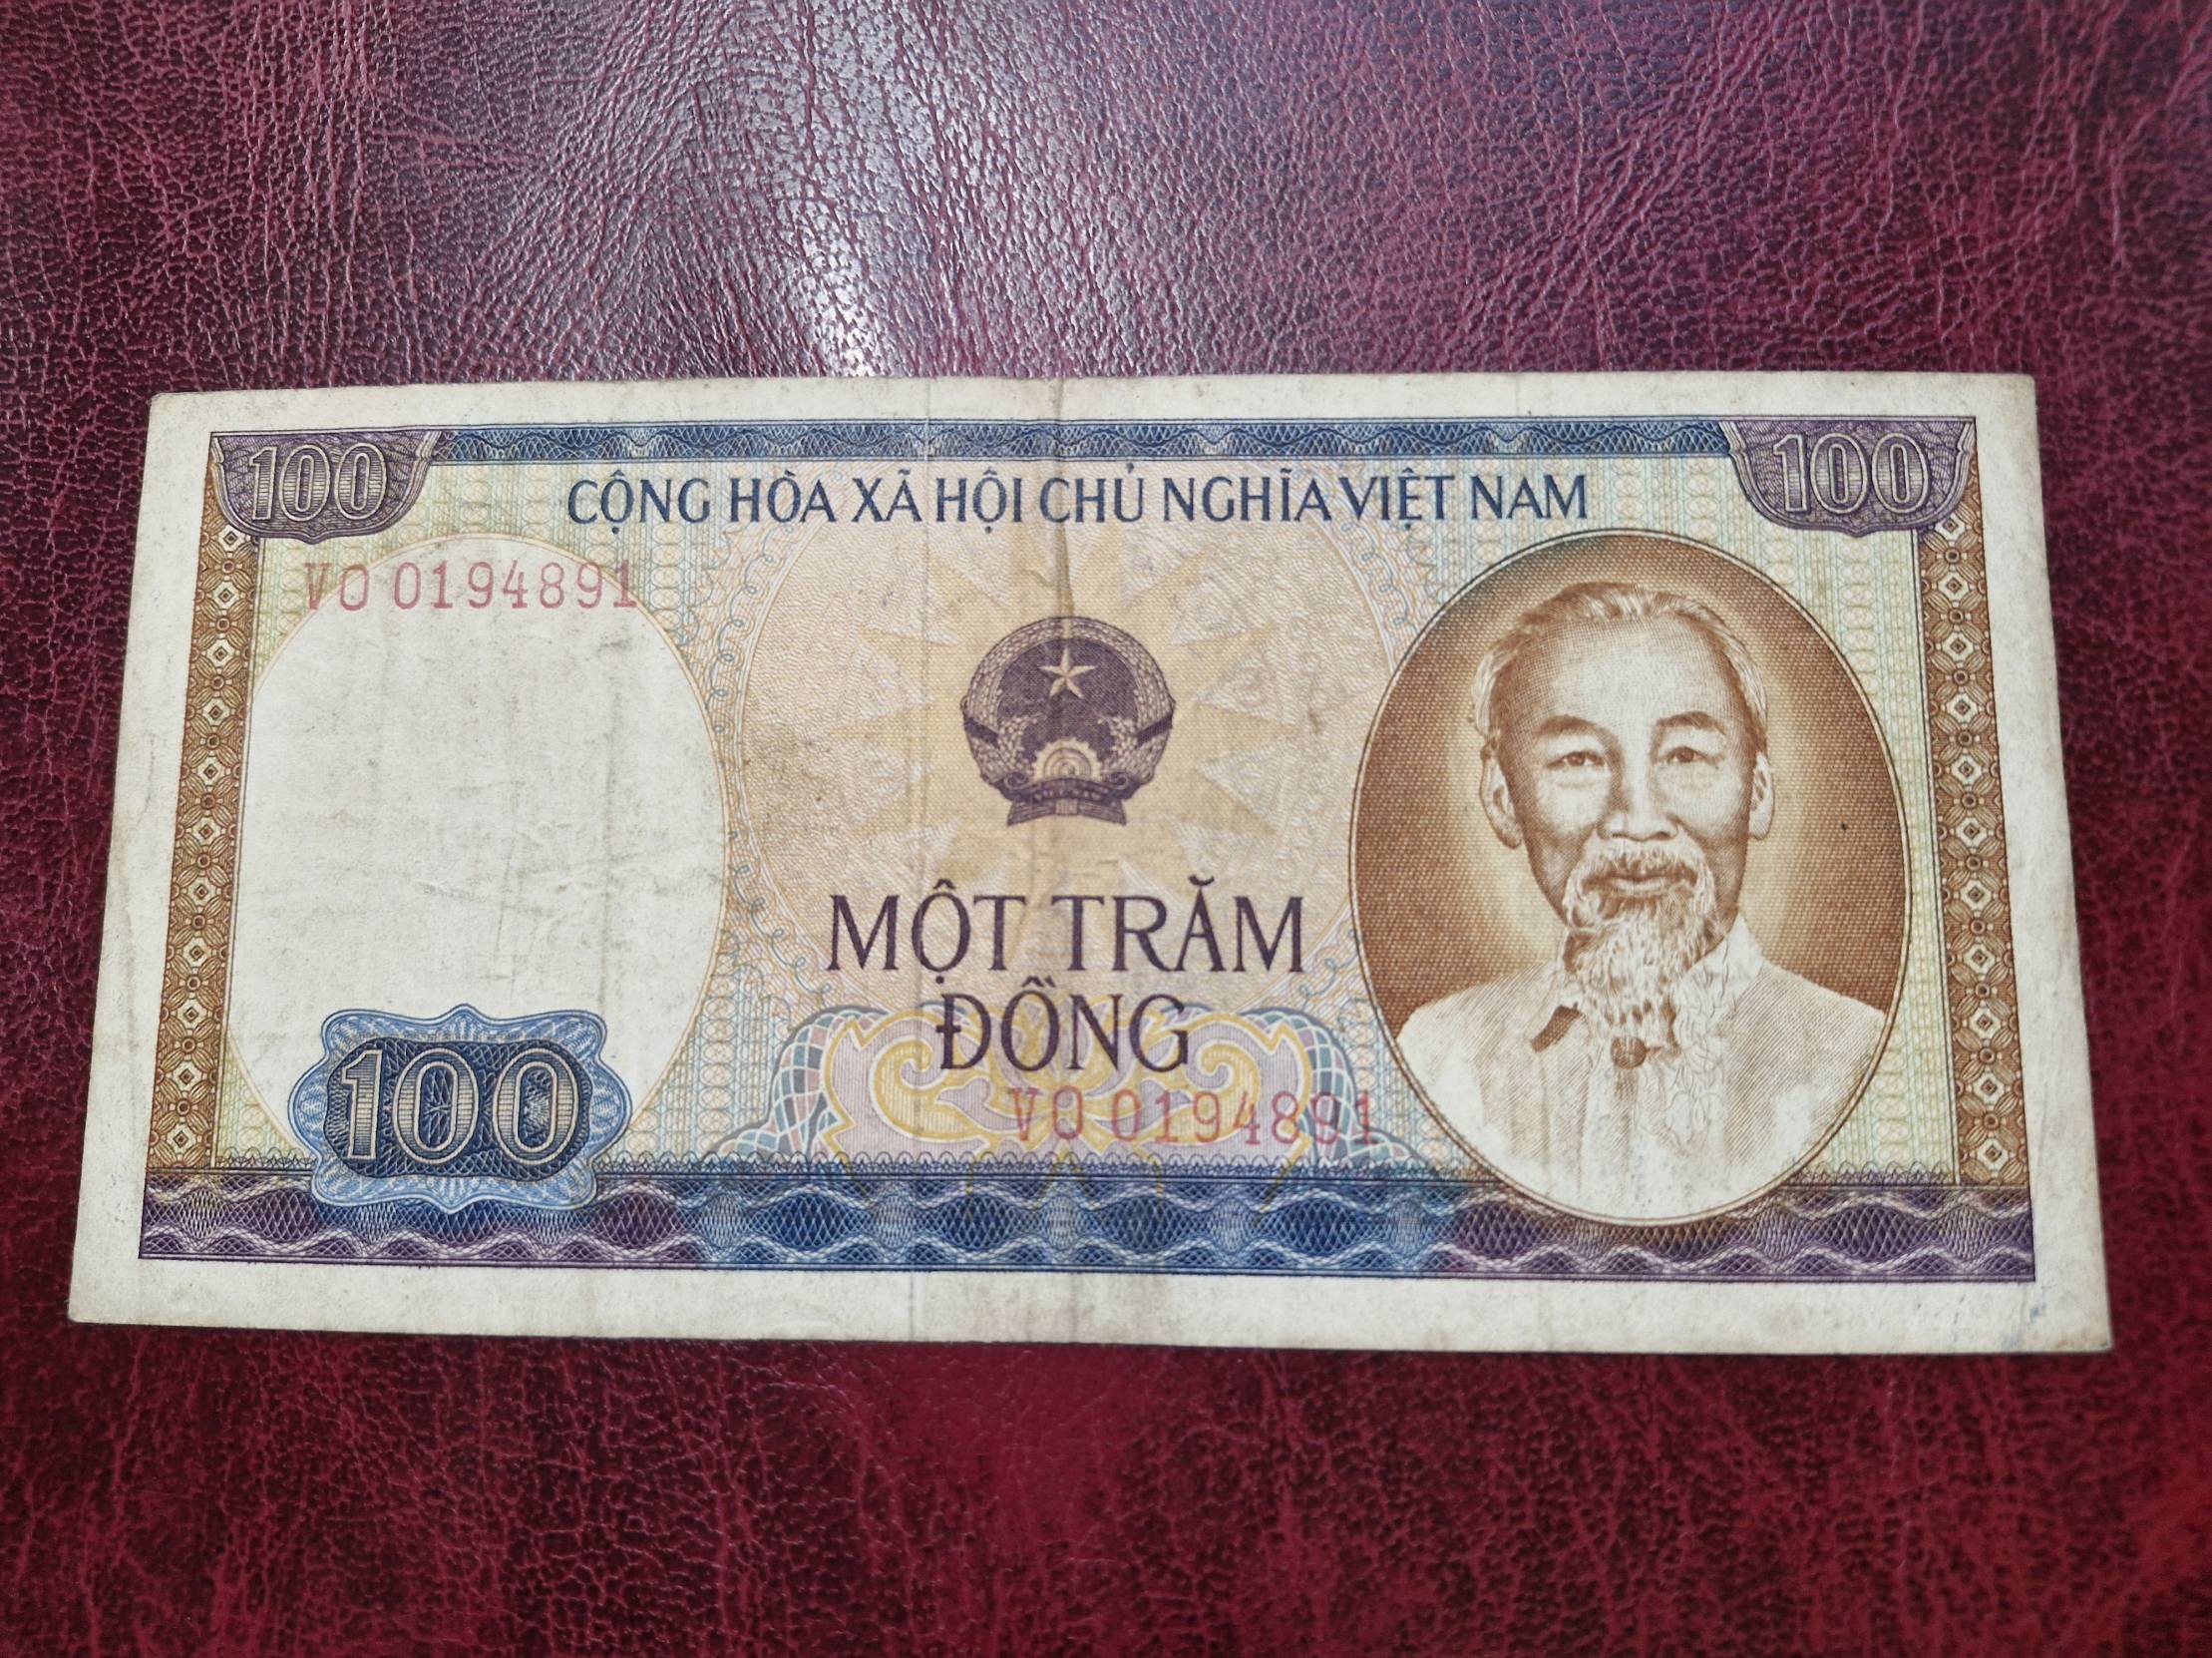 100
100
CỘNG HÒA XÃ HỘI CHỦ NGHĨA VIỆT NAM
VO 0194891
MỘT TRĂM
ĐỒNG
100
VO 0194891